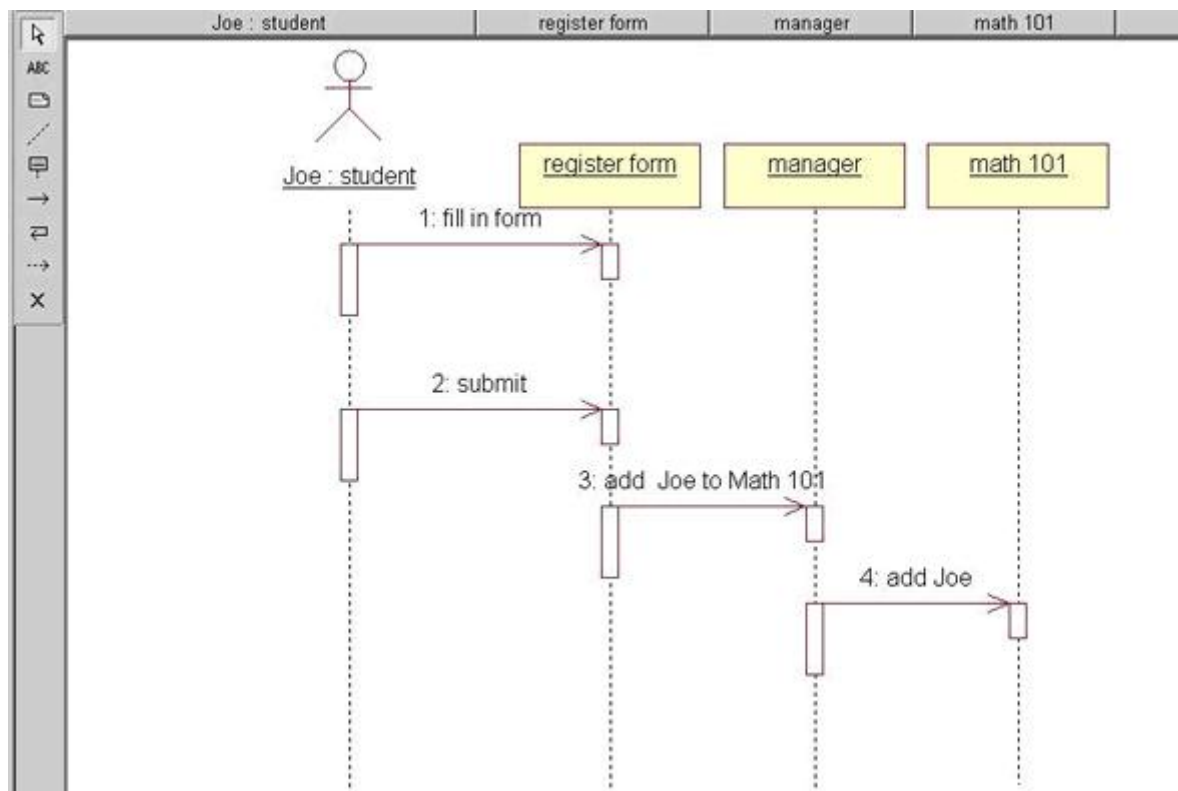 Joe : student
register form
manager
math 101
ABC
Joe : student
register form
manager
math 101
1: fill in form
2: submit
3: add  Joe to Math 101
4: add Joe